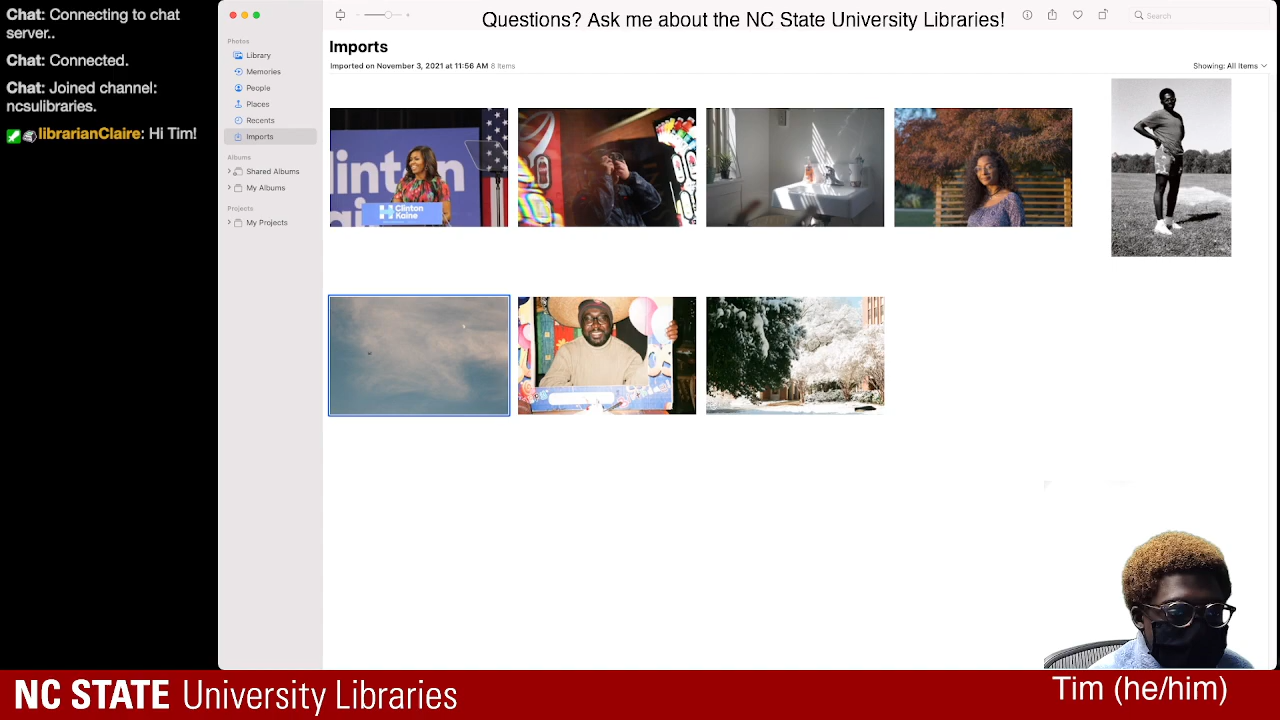 Chat: Connecting to chat
server..
Chat: Connected.
Chat: Joined channel:
ncsulibraries.
librarianClaire: Hi Tim!
Questions? Ask me about the NC State University Libraries!
Search
Photos
Library
Memories
People
Places
Recents
Imports
Albums
Shared Albums
My Albums
Projects
My Projects
Imports
Imported on November 3, 2021 at 11:56 AM 8 Items
Showing: All Items
linton
Clinton
Kaine
NC STATE University Libraries
Tim (he/him)